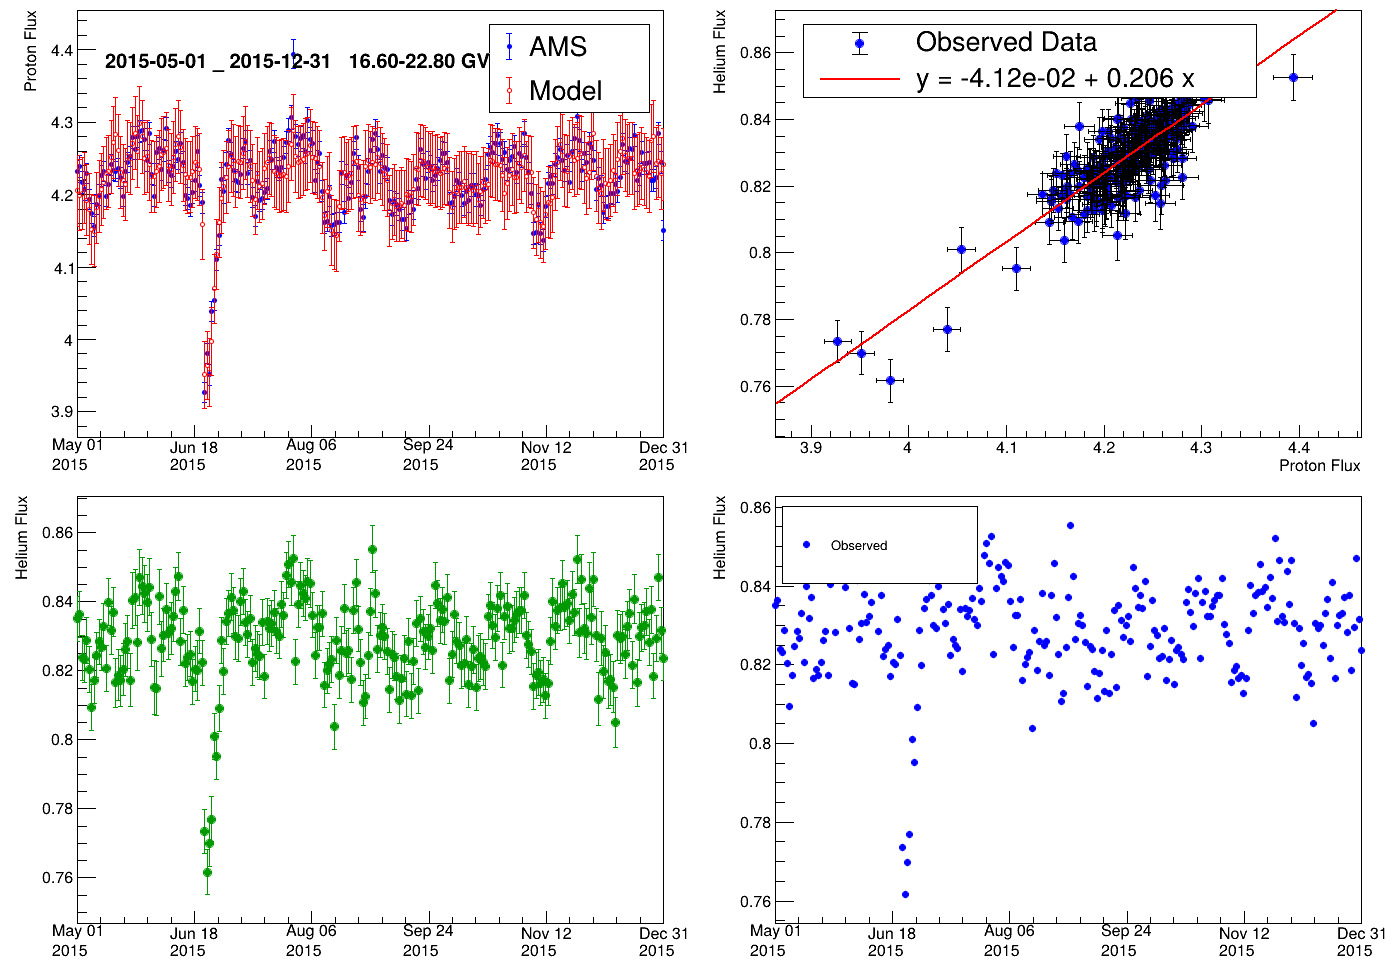 Proton Flux
4.4
4.3
4.2
4.1
4
3.9
2015-05-01 _ 2015-12-31 16.60-22.80 GV
AMS
Model
May 01
2015
Jun 18
2015
Aug 06
2015
Sep 24
2015
Nov 12
2015
Dec 31
2015
Helium Flux
0.86
0.84
0.82
0.8
0.78
0.76
Observed Data
y = -4.12e-02 + 0.206 x
3.9
4
4.1
4.2
4.3
4.4
Proton Flux
Helium Flux
0.86
0.84
0.82
0.8
0.78
0.76
May 01
2015
Jun 18
2015
Aug 06
2015
Sep 24
2015
Nov 12
2015
Dec 31
2015
Helium Flux
0.86
0.84
0.82
0.8
0.78
0.76
Observed
May 01
2015
Jun 18
2015
Aug 06
2015
Sep 24
2015
Nov 12
2015
Dec 31
2015